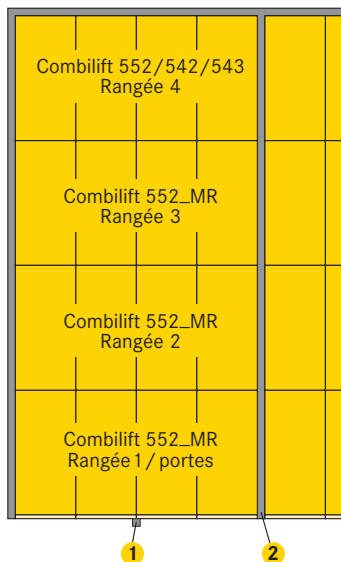 Combilift 552/542/543
Rangée 4
Combilift 552_MR
Rangée 3
Combilift 552_MR
Rangée 2
Combilift 552_MR
Rangée 1 / portes
1
2